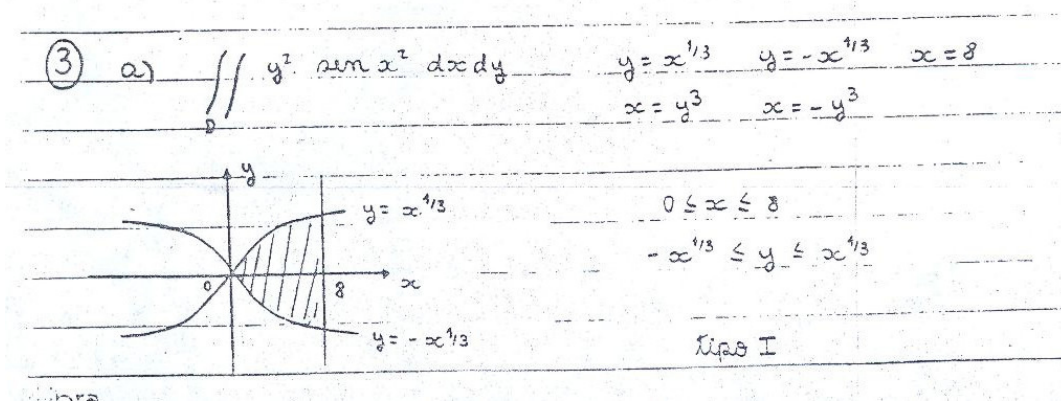 ③ a) ∬ y² sen x² dx dy y = x^1/3 y = -x^1/3 x = 8
D
x = y³ x = -y³
y
y = x^1/3
0 ≤ x ≤ 8
-x^1/3 ≤ y ≤ x^1/3
0 8 x
y = -x^1/3
tipo I